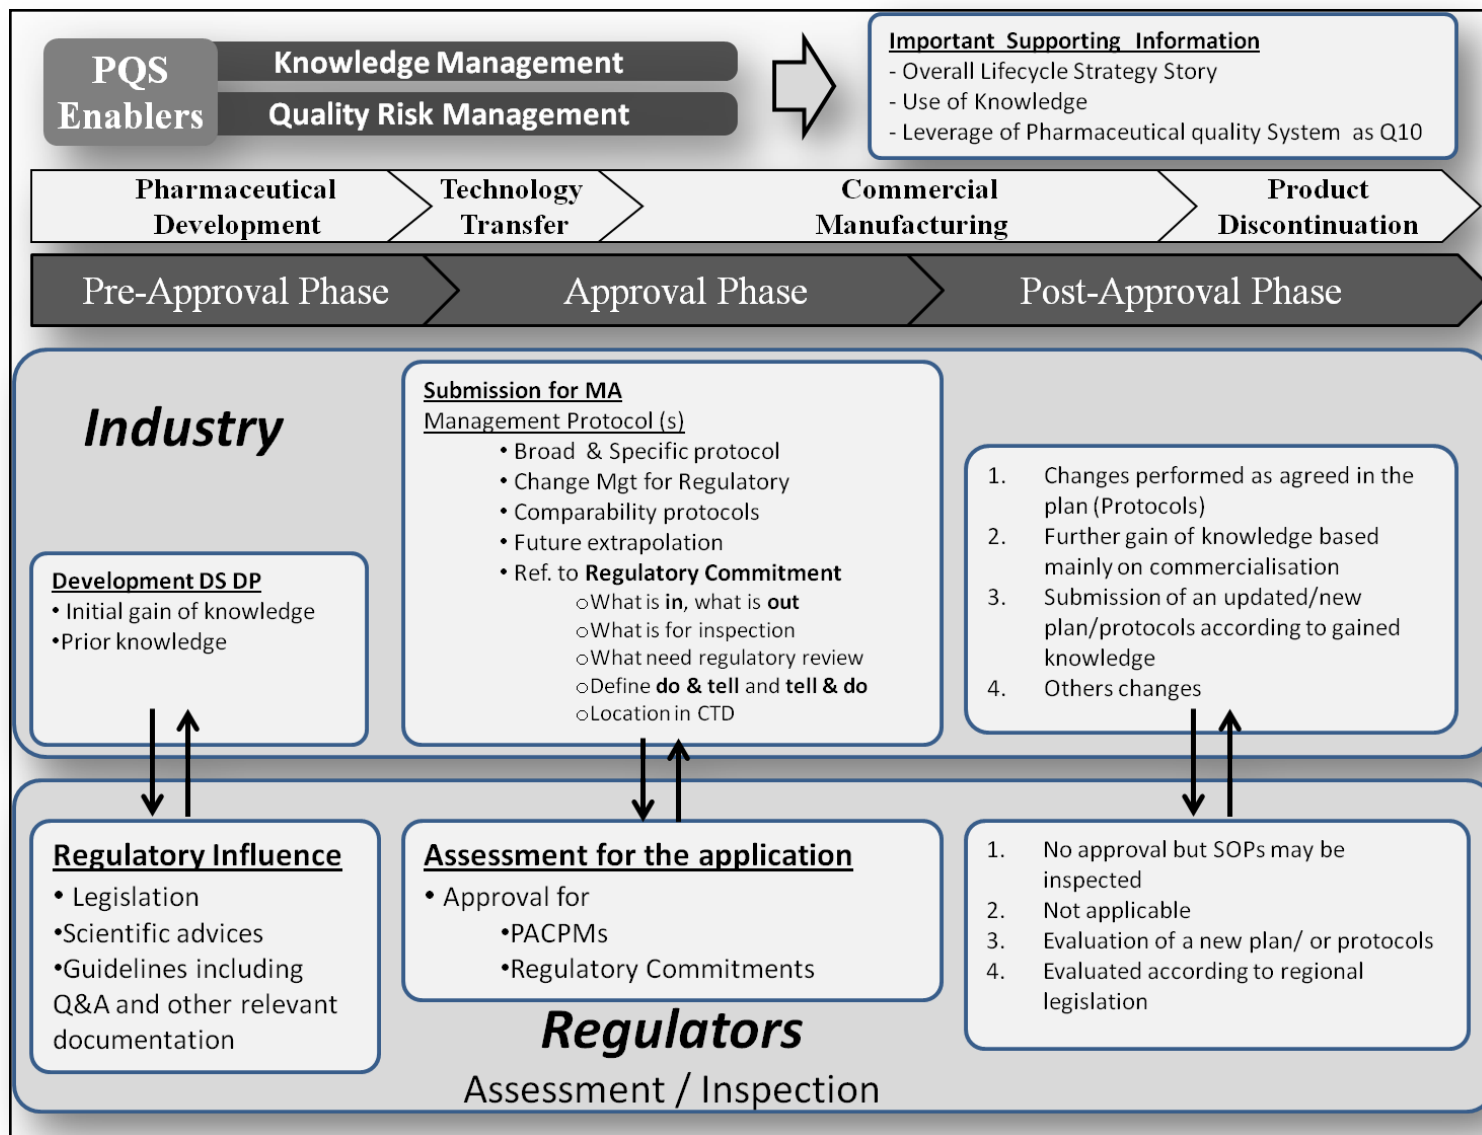 PQS
Enablers
Knowledge Management
Quality Risk Management
Important Supporting Information
- Overall Lifecycle Strategy Story
- Use of Knowledge
- Leverage of Pharmaceutical quality System as Q10
Pharmaceutical
Development
Technology
Transfer
Commercial
Manufacturing
Product
Discontinuation
Pre-Approval Phase
Approval Phase
Post-Approval Phase
Industry
Development DS DP
• Initial gain of knowledge
•Prior knowledge
Submission for MA
Management Protocol (s)
• Broad & Specific protocol
• Change Mgt for Regulatory
• Comparability protocols
• Future extrapolation
• Ref. to Regulatory Commitment
oWhat is in, what is out
oWhat is for inspection
oWhat need regulatory review
oDefine do & tell and tell & do
oLocation in CTD
1. Changes performed as agreed in the
plan (Protocols)
2. Further gain of knowledge based
mainly on commercialisation
3. Submission of an updated/new
plan/protocols according to gained
knowledge
4. Others changes
Regulatory Influence
• Legislation
•Scientific advices
•Guidelines including
Q&A and other relevant
documentation
Assessment for the application
• Approval for
•PACPMs
•Regulatory Commitments
1. No approval but SOPs may be
inspected
2. Not applicable
3. Evaluation of a new plan/ or protocols
4. Evaluated according to regional
legislation
Regulators
Assessment / Inspection